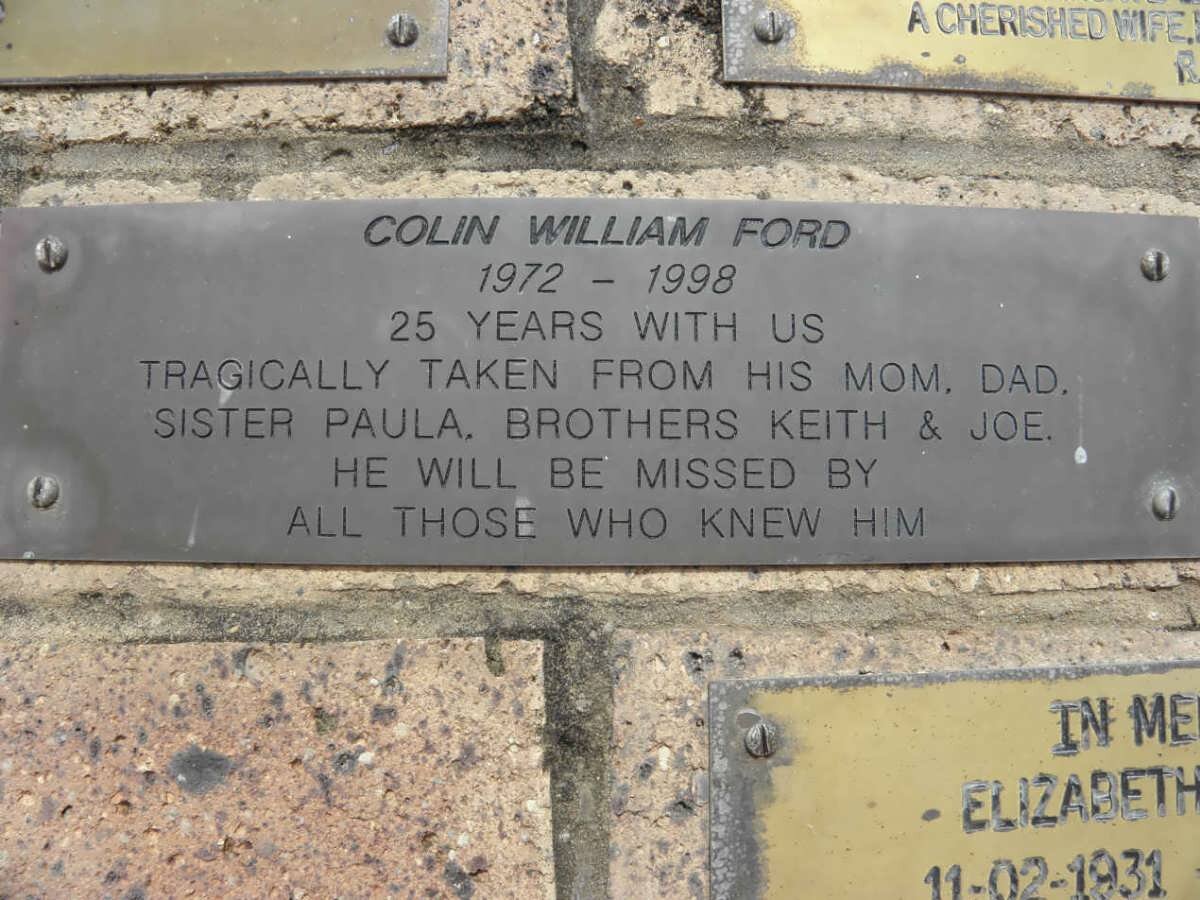 A CHERISHED WIFE,
COLIN WILLIAM FORD
1972 – 1998
25 YEARS WITH US
TRAGICALLY TAKEN FROM HIS MOM, DAD,
SISTER PAULA, BROTHERS KEITH & JOE.
HE WILL BE MISSED BY
ALL THOSE WHO KNEW HIM
IN
ELIZABETH
11-02-1931